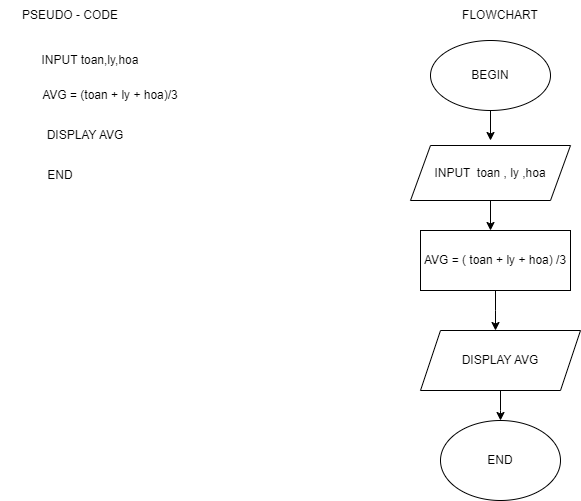 PSEUDO - CODE
INPUT toan,ly,hoa
AVG = (toan + ly + hoa)/3
DISPLAY AVG
END
FLOWCHART
BEGIN
INPUT toan , ly ,hoa
AVG = ( toan + ly + hoa) /3
DISPLAY AVG
END